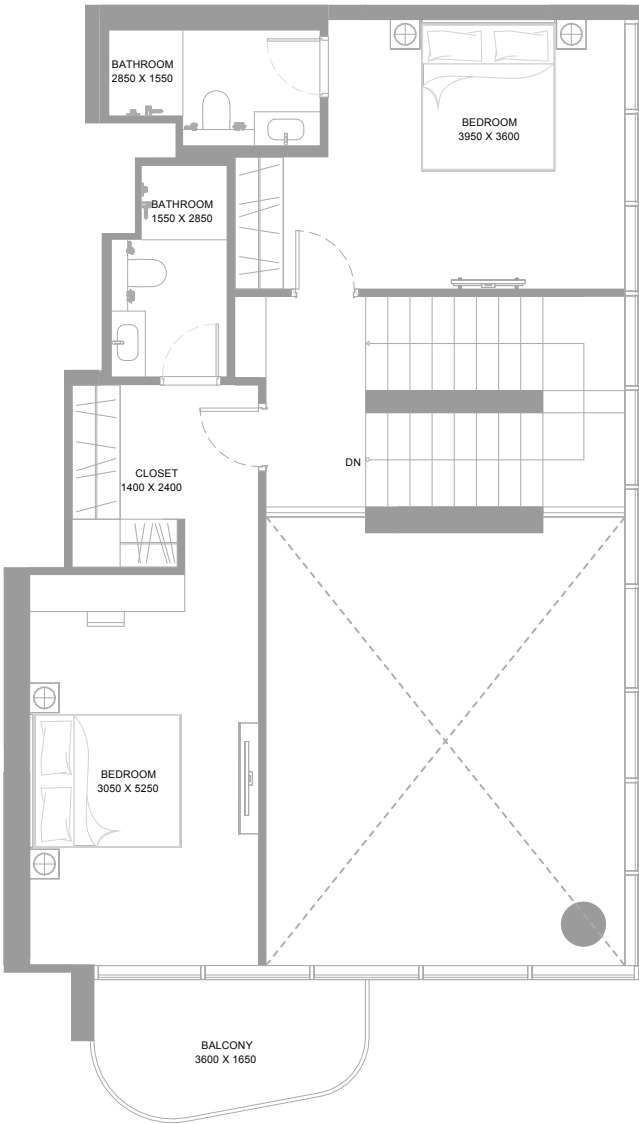 BATHROOM
2850 X 1550
BEDROOM
3950 X 3600
BATHROOM
1550 X 2850
DN
CLOSET
1400 X 2400
BEDROOM
3050 X 5250
BALCONY
3600 X 1650